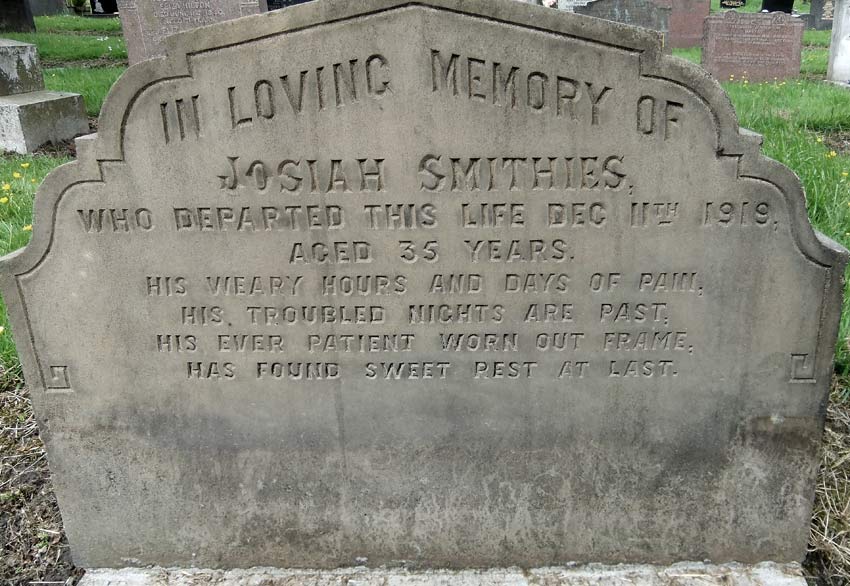 IN LOVING MEMORY OF
JOSIAH SMITHIES,
WHO DEPARTED THIS LIFE DEC 11TH 1919,
AGED 35 YEARS.
HIS WEARY HOURS AND DAYS OF PAIN,
HIS TROUBLED NIGHTS ARE PAST,
HIS EVER PATIENT WORN OUT FRAME,
HAS FOUND SWEET REST AT LAST.